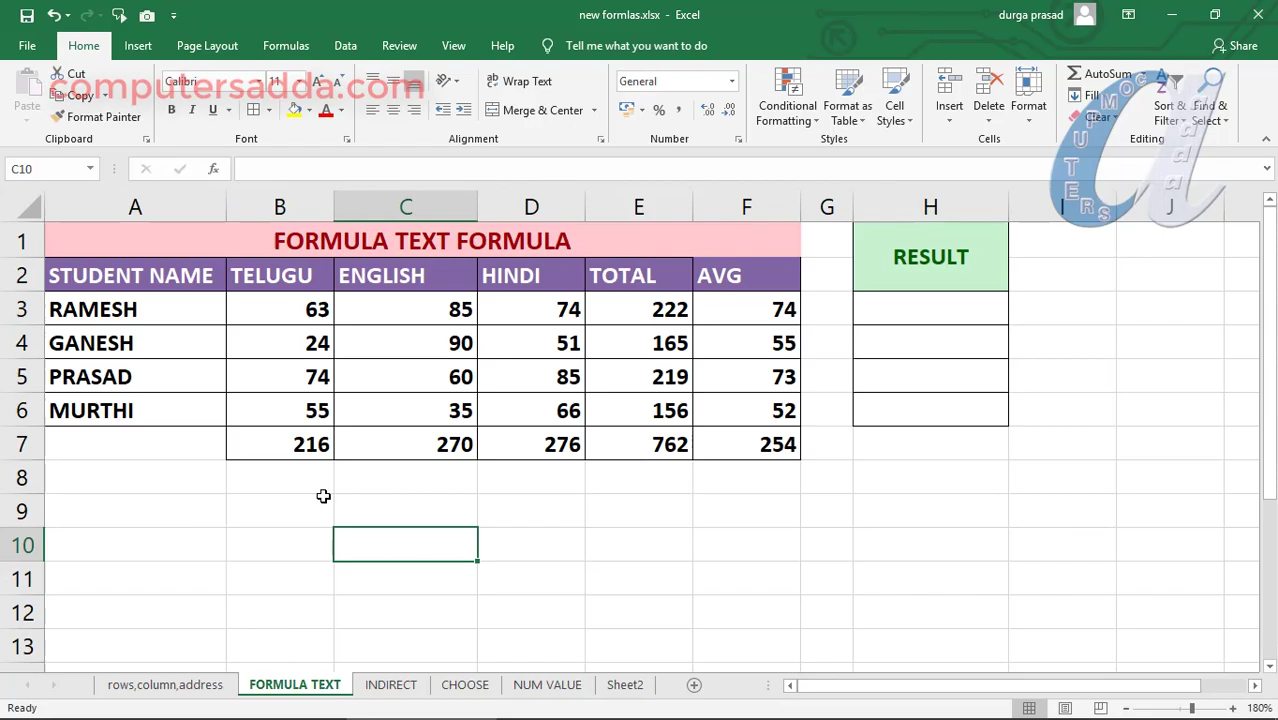 new formlas.xlsx - Excel
durga prasad
File Home Insert Page Layout Formulas Data Review View Help Tell me what you want to do Share
computersadda.com
Paste
Cut
Copy
Format Painter
Calibri 11
B I U
Wrap Text
Merge & Center
General
Conditional Formatting
Format as Table
Cell Styles
Insert Delete Format
AutoSum
Fill
Clear
Sort & Filter
Find & Select
Clipboard Font Alignment Number Styles Cells Editing
COMPUTERS
adda
C10 fx
A B C D E F G H I J
1 FORMULA TEXT FORMULA RESULT
2 STUDENT NAME TELUGU ENGLISH HINDI TOTAL AVG
3 RAMESH 63 85 74 222 74
4 GANESH 24 90 51 165 55
5 PRASAD 74 60 85 219 73
6 MURTHI 55 35 66 156 52
7 216 270 276 762 254
8
9
10
11
12
13
rows,column,address FORMULA TEXT INDIRECT CHOOSE NUM VALUE Sheet2
Ready 180%